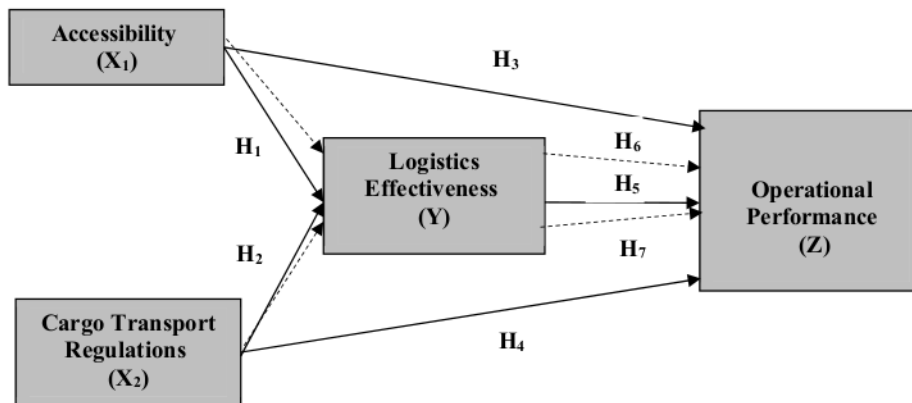 Accessibility
(X₁)
H₃
H₁
Logistics
Effectiveness
(Y)
H₆
H₅
H₇
Operational
Performance
(Z)
H₂
Cargo Transport
Regulations
(X₂)
H₄